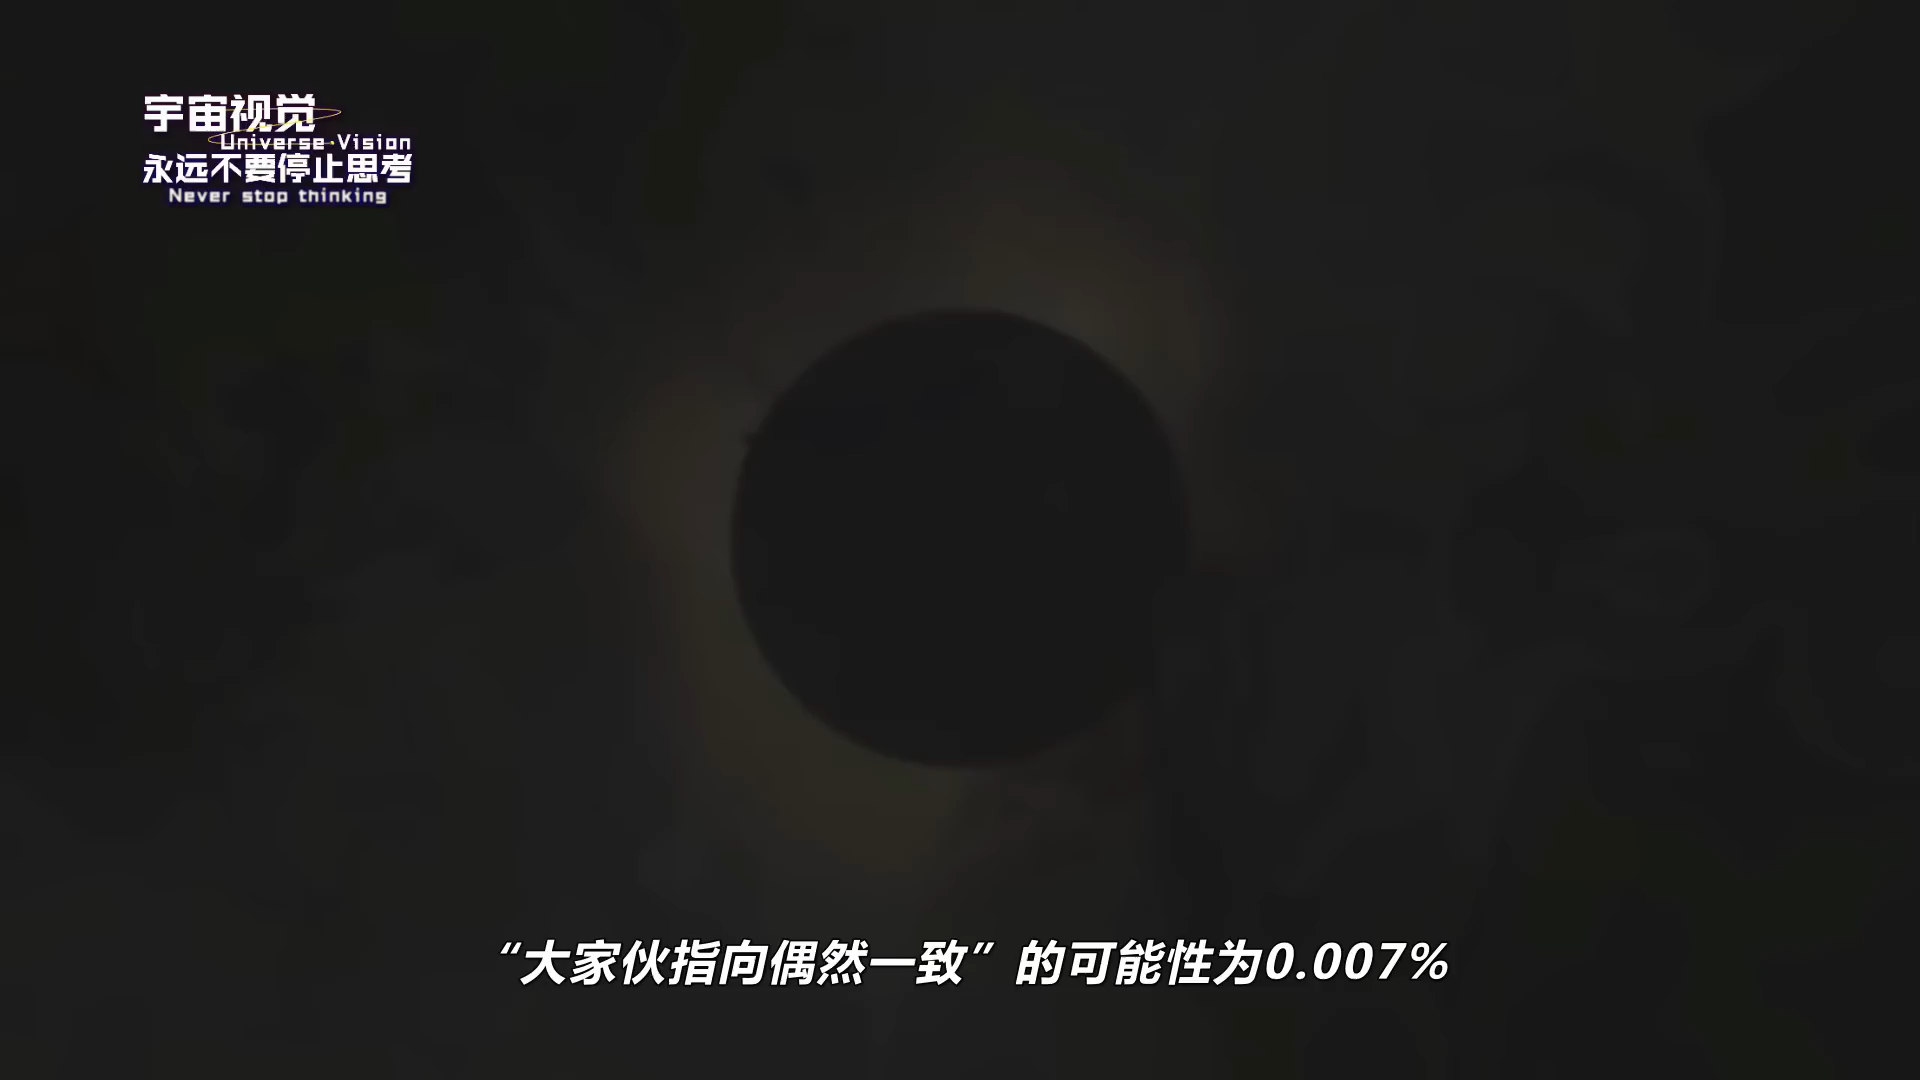 宇宙视觉
Universe·Vision
永远不要停止思考
Never stop thinking
“大家伙指向偶然一致”的可能性为0.007%